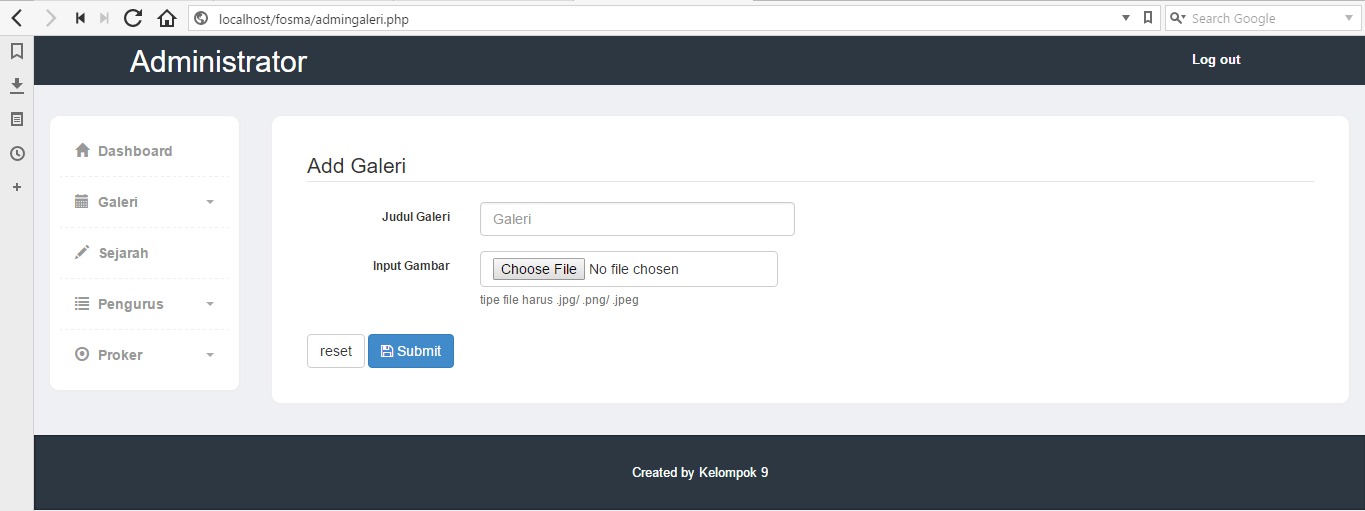 localhost/fosma/admingaleri.php
Search Google
Administrator
Log out
Dashboard
Galeri
Sejarah
Pengurus
Proker
Add Galeri
Judul Galeri
Galeri
Input Gambar
Choose File No file chosen
tipe file harus .jpg/ .png/ .jpeg
reset
Submit
Created by Kelompok 9